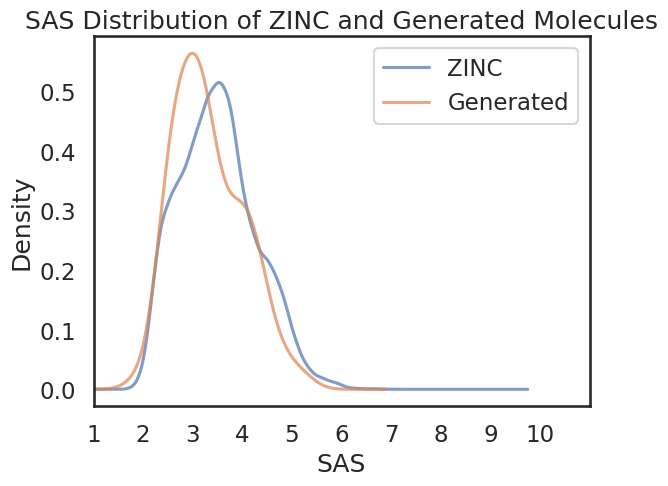 SAS Distribution of ZINC and Generated Molecules
ZINC
Generated
Density
0.5
0.4
0.3
0.2
0.1
0.0
1 2 3 4 5 6 7 8 9 10
SAS